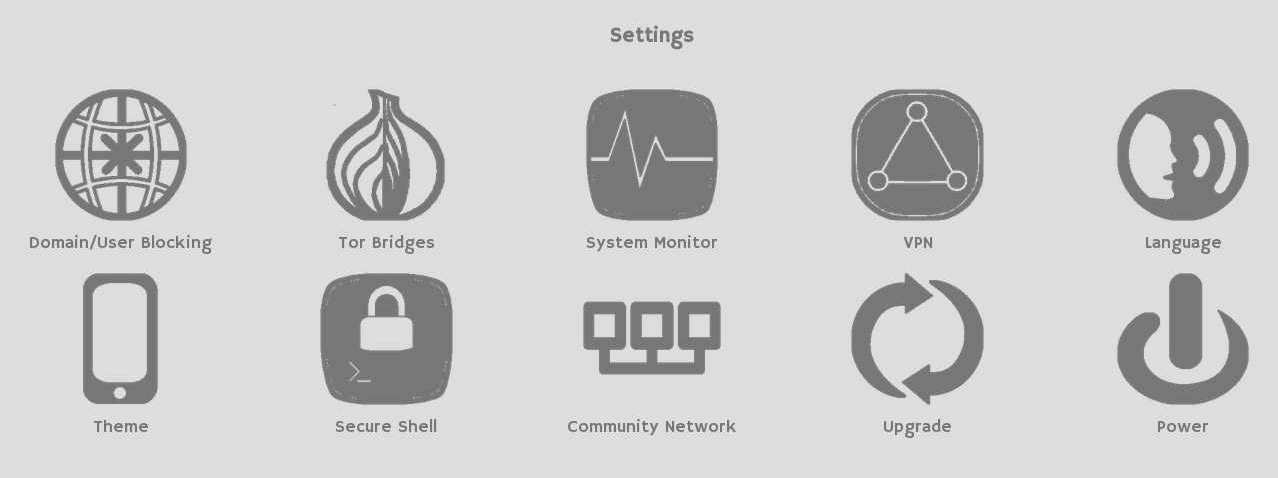 Settings
Domain/User Blocking
Tor Bridges
System Monitor
VPN
Language
Theme
Secure Shell
Community Network
Upgrade
Power